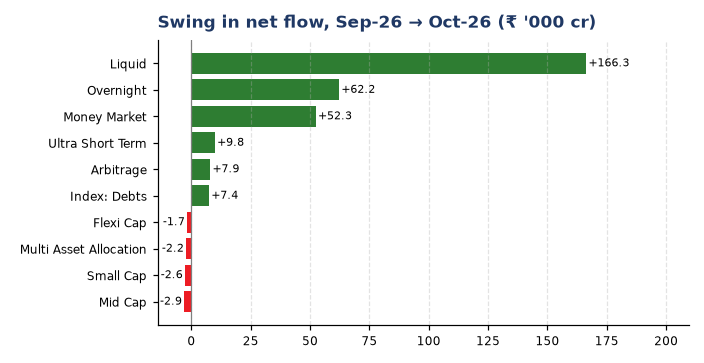 Swing in net flow, Sep-26 → Oct-26 (₹ '000 cr)
Liquid +166.3
Overnight +62.2
Money Market +52.3
Ultra Short Term +9.8
Arbitrage +7.9
Index: Debts +7.4
Flexi Cap -1.7
Multi Asset Allocation -2.2
Small Cap -2.6
Mid Cap -2.9
0 25 50 75 100 125 150 175 200